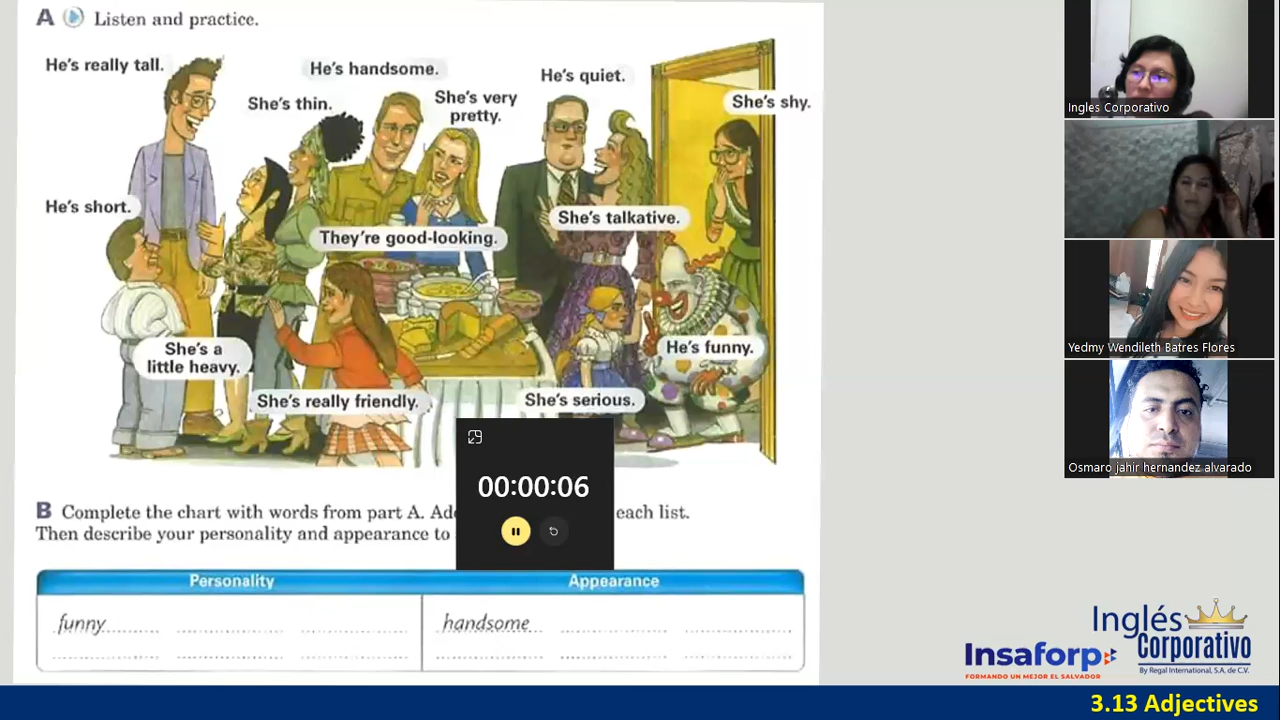 A Listen and practice.
He's really tall.
He's handsome.
He's quiet.
She's thin.
She's very
pretty.
She's shy.
He's short.
She's talkative.
They're good-looking.
He's funny.
She's a
little heavy.
She's really friendly.
She's serious.
00:00:06
B Complete the chart with words from part A. Ad
each list.
Then describe your personality and appearance to
Personality Appearance
funny handsome
Ingles Corporativo
Yedmy Wendileth Batres Flores
Osmaro jahir hernandez alvarado
Insaforp
FORMANDO UN MEJOR EL SALVADOR
Inglés
Corporativo
By Regal International, S.A. de C.V.
3.13 Adjectives